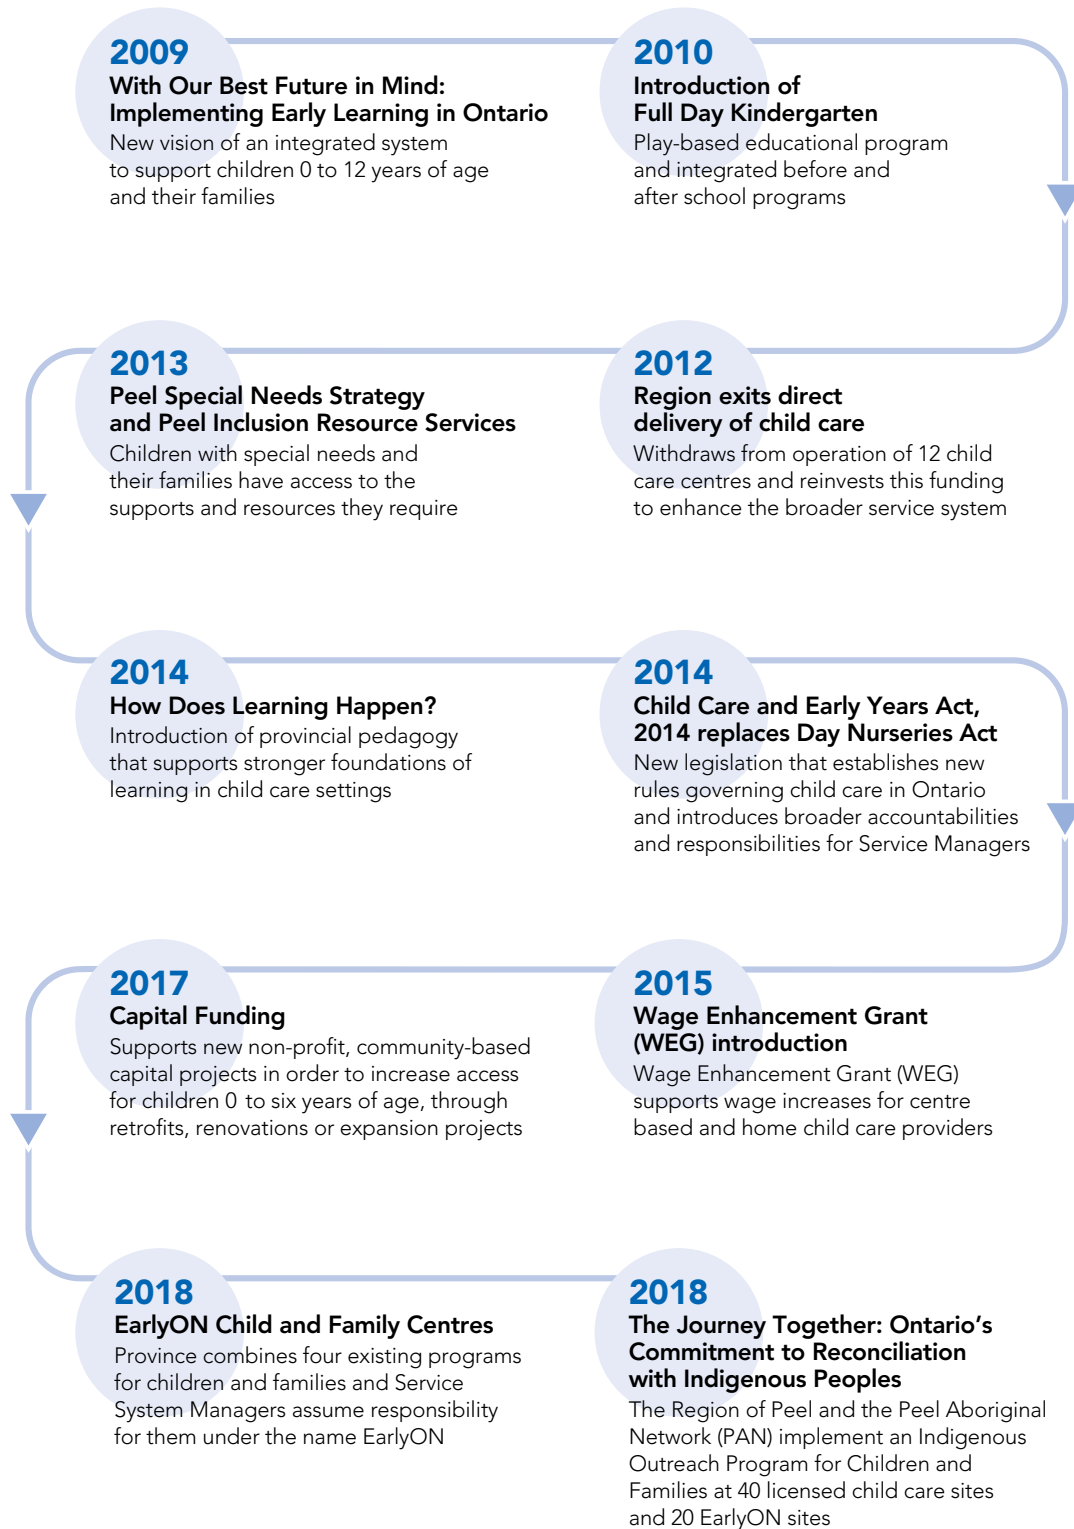 2009
With Our Best Future in Mind:
Implementing Early Learning in Ontario
New vision of an integrated system
to support children 0 to 12 years of age
and their families
2010
Introduction of
Full Day Kindergarten
Play-based educational program
and integrated before and
after school programs
2012
Region exits direct
delivery of child care
Withdraws from operation of 12 child
care centres and reinvests this funding
to enhance the broader service system
2013
Peel Special Needs Strategy
and Peel Inclusion Resource Services
Children with special needs and
their families have access to the
supports and resources they require
2014
How Does Learning Happen?
Introduction of provincial pedagogy
that supports stronger foundations of
learning in child care settings
2014
Child Care and Early Years Act,
2014 replaces Day Nurseries Act
New legislation that establishes new
rules governing child care in Ontario
and introduces broader accountabilities
and responsibilities for Service Managers
2015
Wage Enhancement Grant
(WEG) introduction
Wage Enhancement Grant (WEG)
supports wage increases for centre
based and home child care providers
2017
Capital Funding
Supports new non-profit, community-based
capital projects in order to increase access
for children 0 to six years of age, through
retrofits, renovations or expansion projects
2018
EarlyON Child and Family Centres
Province combines four existing programs
for children and families and Service
System Managers assume responsibility
for them under the name EarlyON
2018
The Journey Together: Ontario's
Commitment to Reconciliation
with Indigenous Peoples
The Region of Peel and the Peel Aboriginal
Network (PAN) implement an Indigenous
Outreach Program for Children and
Families at 40 licensed child care sites
and 20 EarlyON sites